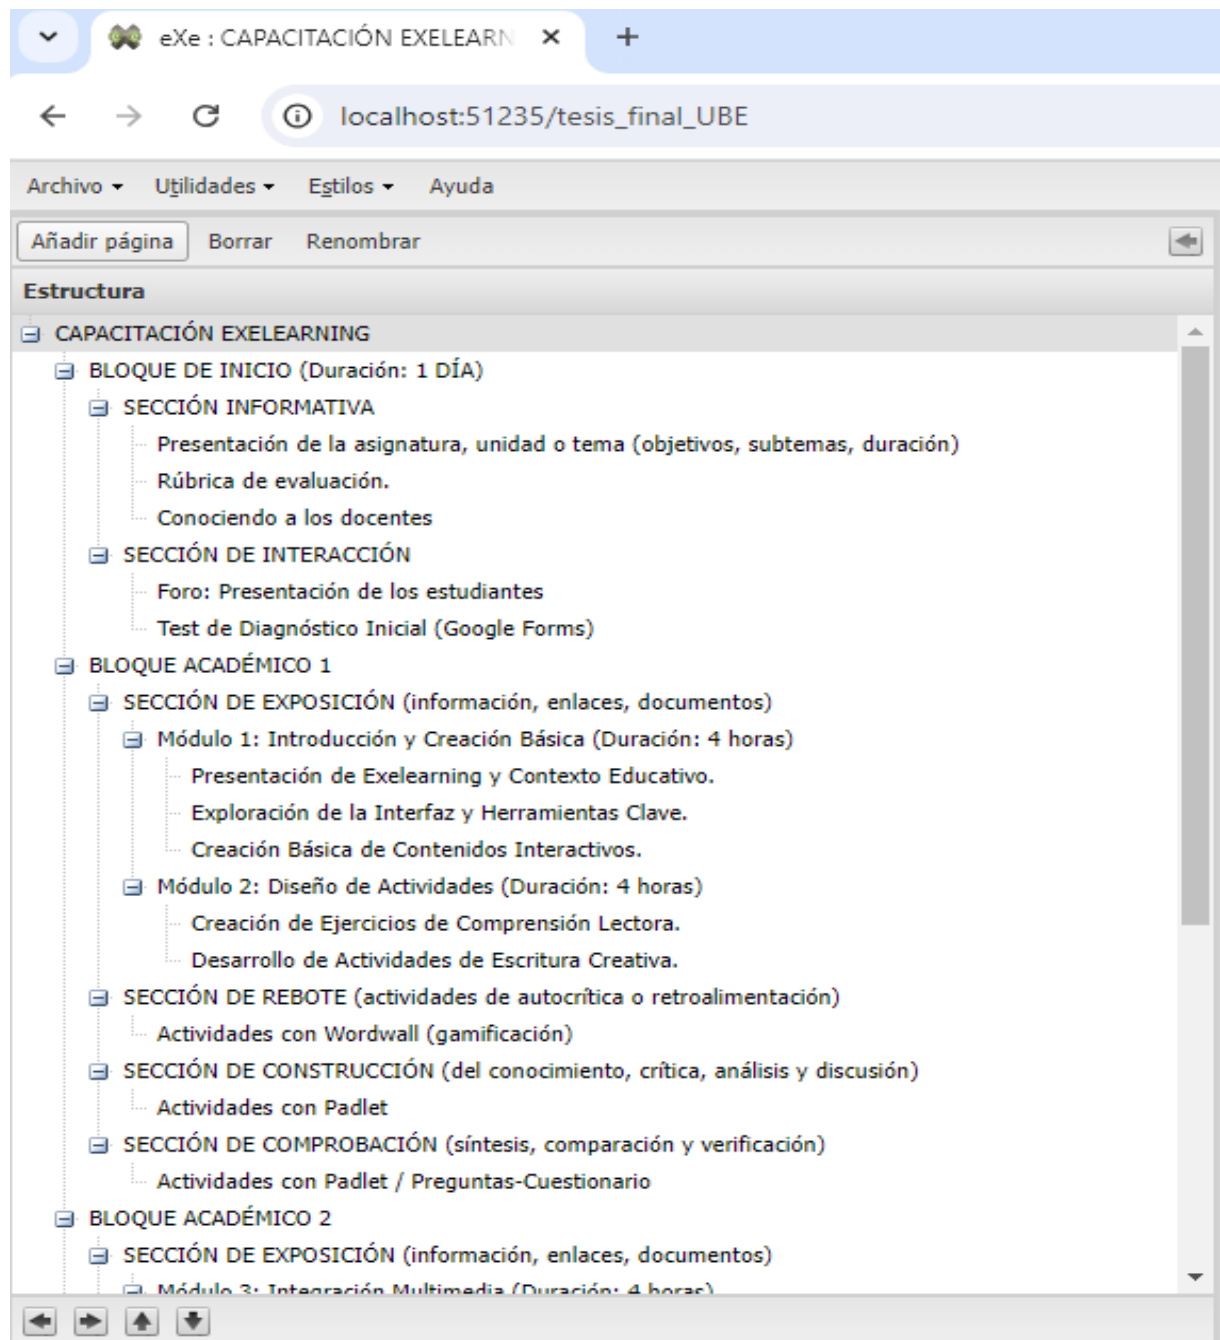 eXe : CAPACITACIÓN EXELEARN
localhost:51235/tesis_final_UBE
Archivo Utilidades Estilos Ayuda
Añadir página Borrar Renombrar
Estructura
CAPACITACIÓN EXELEARNING
BLOQUE DE INICIO (Duración: 1 DÍA)
SECCIÓN INFORMATIVA
Presentación de la asignatura, unidad o tema (objetivos, subtemas, duración)
Rúbrica de evaluación.
Conociendo a los docentes
SECCIÓN DE INTERACCIÓN
Foro: Presentación de los estudiantes
Test de Diagnóstico Inicial (Google Forms)
BLOQUE ACADÉMICO 1
SECCIÓN DE EXPOSICIÓN (información, enlaces, documentos)
Módulo 1: Introducción y Creación Básica (Duración: 4 horas)
Presentación de Exelearning y Contexto Educativo.
Exploración de la Interfaz y Herramientas Clave.
Creación Básica de Contenidos Interactivos.
Módulo 2: Diseño de Actividades (Duración: 4 horas)
Creación de Ejercicios de Comprensión Lectora.
Desarrollo de Actividades de Escritura Creativa.
SECCIÓN DE REBOTE (actividades de autocrítica o retroalimentación)
Actividades con Wordwall (gamificación)
SECCIÓN DE CONSTRUCCIÓN (del conocimiento, crítica, análisis y discusión)
Actividades con Padlet
SECCIÓN DE COMPROBACIÓN (síntesis, comparación y verificación)
Actividades con Padlet / Preguntas-Cuestionario
BLOQUE ACADÉMICO 2
SECCIÓN DE EXPOSICIÓN (información, enlaces, documentos)
Módulo 3: Integración Multimedia (Duración: 4 horas)